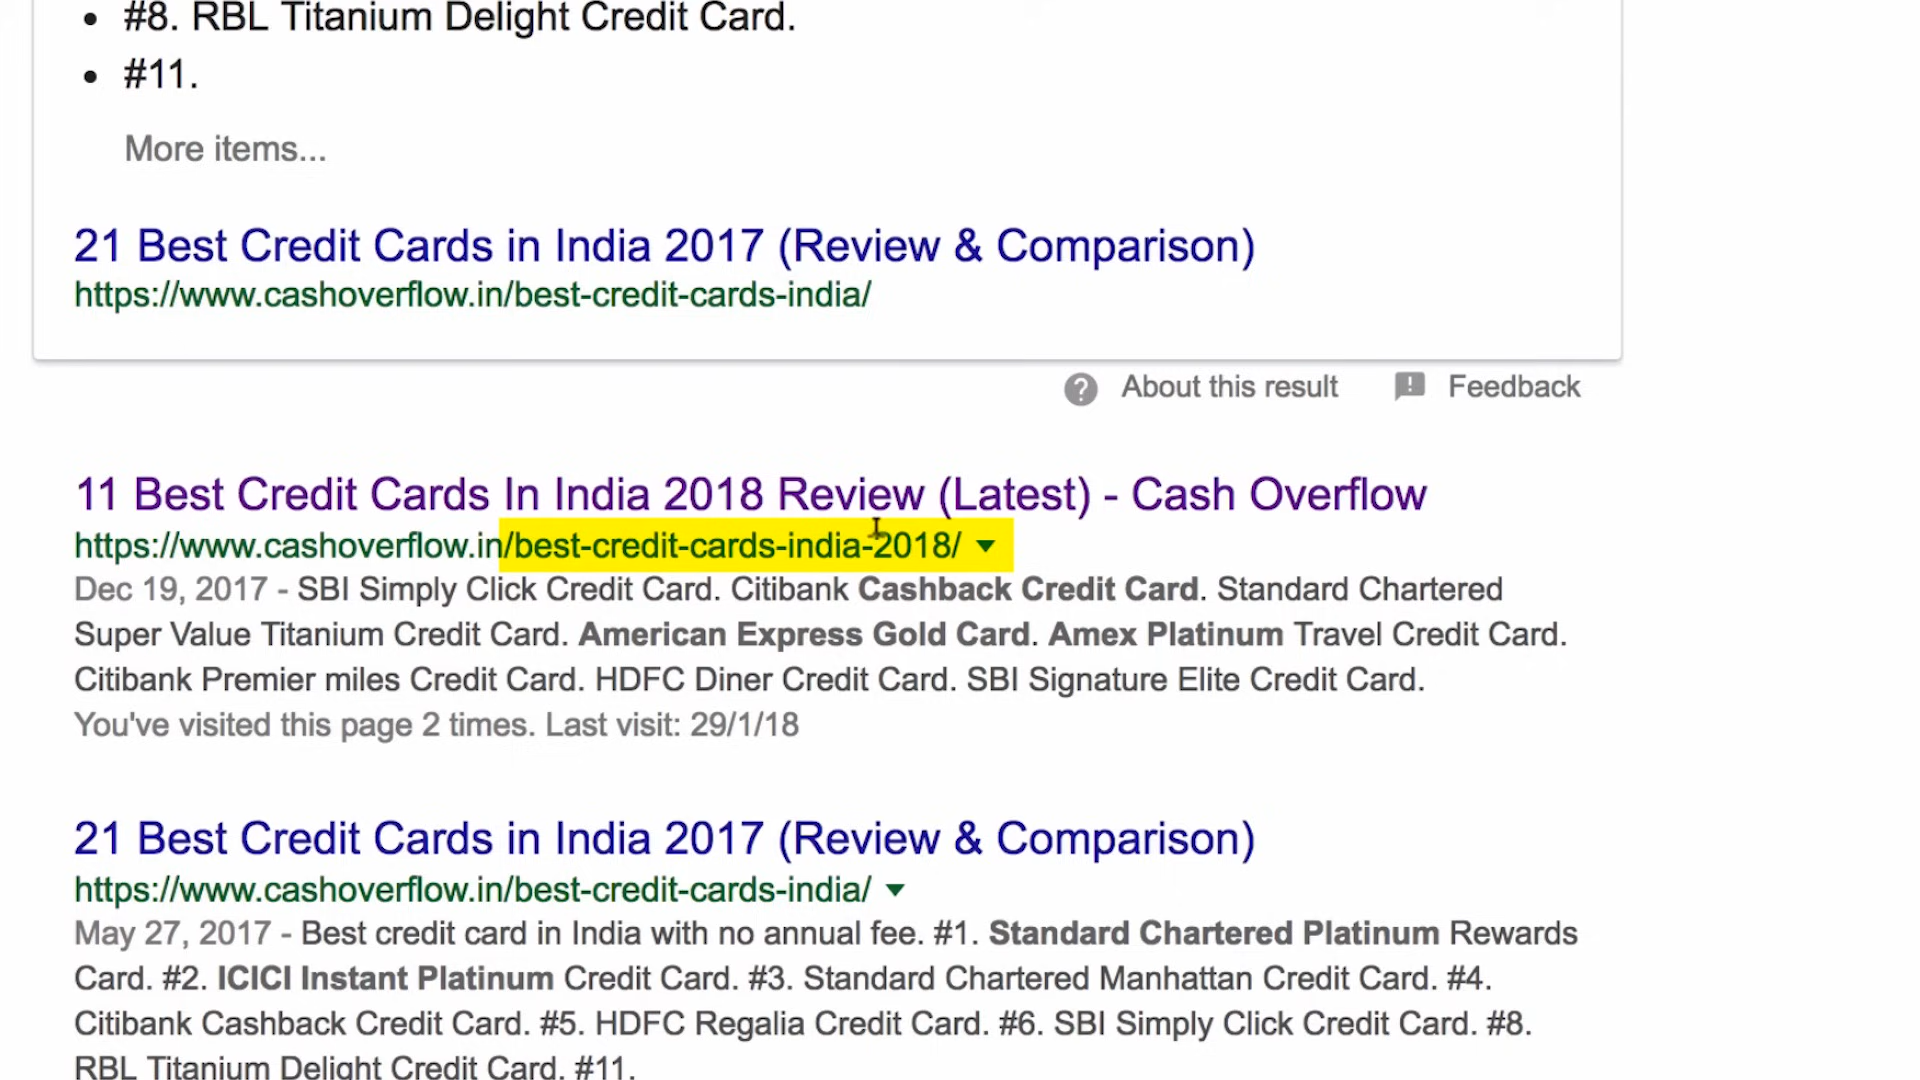 • #8. RBL Titanium Delight Credit Card.
• #11.
More items...
21 Best Credit Cards in India 2017 (Review & Comparison)
https://www.cashoverflow.in/best-credit-cards-india/
About this result Feedback
11 Best Credit Cards In India 2018 Review (Latest) - Cash Overflow
https://www.cashoverflow.in/best-credit-cards-india-2018/
Dec 19, 2017 - SBI Simply Click Credit Card. Citibank Cashback Credit Card. Standard Chartered
Super Value Titanium Credit Card. American Express Gold Card. Amex Platinum Travel Credit Card.
Citibank Premier miles Credit Card. HDFC Diner Credit Card. SBI Signature Elite Credit Card.
You've visited this page 2 times. Last visit: 29/1/18
21 Best Credit Cards in India 2017 (Review & Comparison)
https://www.cashoverflow.in/best-credit-cards-india/
May 27, 2017 - Best credit card in India with no annual fee. #1. Standard Chartered Platinum Rewards
Card. #2. ICICI Instant Platinum Credit Card. #3. Standard Chartered Manhattan Credit Card. #4.
Citibank Cashback Credit Card. #5. HDFC Regalia Credit Card. #6. SBI Simply Click Credit Card. #8.
RBL Titanium Delight Credit Card. #11.